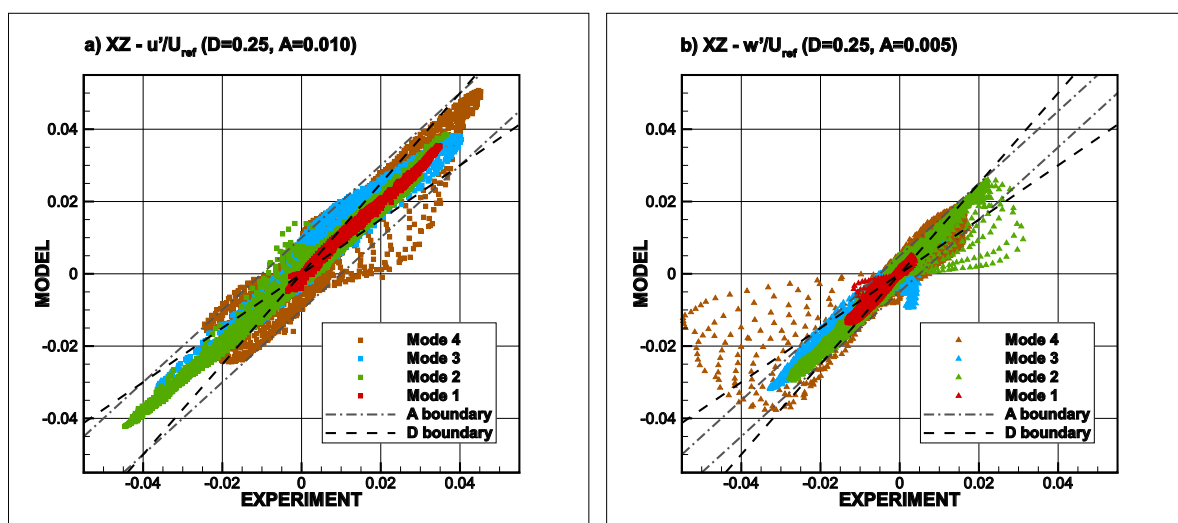 a) XZ - u'/Uref (D=0.25, A=0.010)
0.04
0.02
0
-0.02
-0.04
MODEL
Mode 4
Mode 3
Mode 2
Mode 1
A boundary
D boundary
-0.04 -0.02 0 0.02 0.04
EXPERIMENT
b) XZ - w'/Uref (D=0.25, A=0.005)
0.04
0.02
0
-0.02
-0.04
MODEL
Mode 4
Mode 3
Mode 2
Mode 1
A boundary
D boundary
-0.04 -0.02 0 0.02 0.04
EXPERIMENT